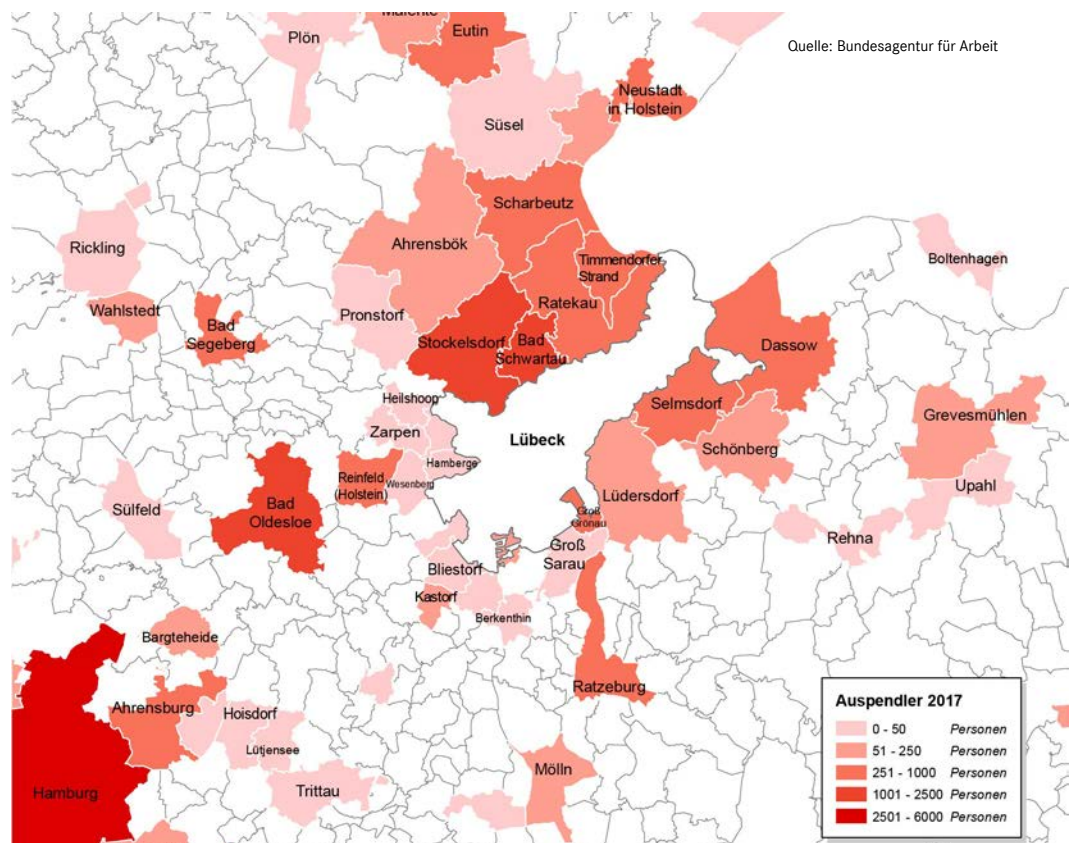 Malente
Plön
Eutin
Quelle: Bundesagentur für Arbeit
Neustadt
in Holstein
Süsel
Scharbeutz
Rickling
Ahrensbök
Timmendorfer
Strand
Boltenhagen
Wahlstedt
Pronstorf
Ratekau
Bad
Segeberg
Stockelsdorf
Bad
Schwartau
Dassow
Heilshoop
Selmsdorf
Grevesmühlen
Zarpen
Lübeck
Schönberg
Hamberge
Reinfeld
(Holstein)
Wesenberg
Lüdersdorf
Upahl
Sülfeld
Bad
Oldesloe
Groß
Grönau
Rehna
Groß
Sarau
Bliestorf
Kastorf
Berkenthin
Bargteheide
Ratzeburg
Ahrensburg
Hoisdorf
Lütjensee
Mölln
Hamburg
Trittau
Auspendler 2017
0 - 50 Personen
51 - 250 Personen
251 - 1000 Personen
1001 - 2500 Personen
2501 - 6000 Personen